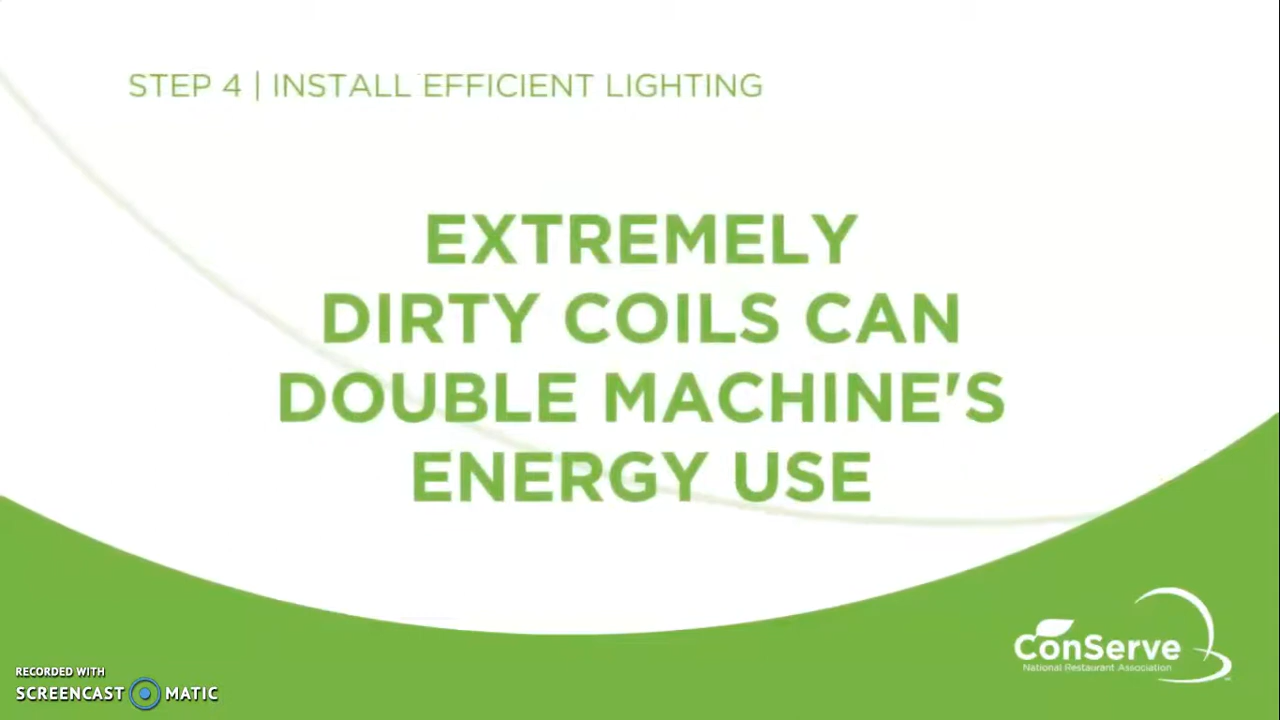 STEP 4 | INSTALL EFFICIENT LIGHTING
EXTREMELY
DIRTY COILS CAN
DOUBLE MACHINE'S
ENERGY USE
ConServe
National Restaurant Association
RECORDED WITH
SCREENCAST MATIC